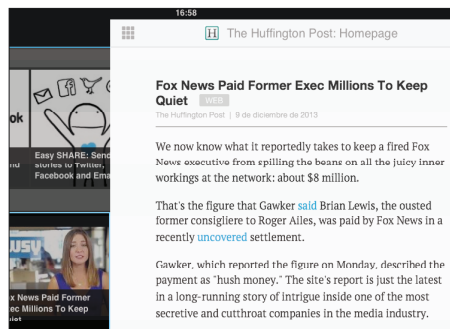 16:58
The Huffington Post: Homepage
Fox News Paid Former Exec Millions To Keep
Quiet WEB
The Huffington Post | 9 de diciembre de 2013
We now know what it reportedly takes to keep a fired Fox
News executive from spilling the beans on all the juicy inner
workings at the network: about $8 million.
That's the figure that Gawker said Brian Lewis, the ousted
former consigliere to Roger Ailes, was paid by Fox News in a
recently uncovered settlement.
Gawker, which reported the figure on Monday, described the
payment as "hush money." The site's report is just the latest
in a long-running story of intrigue inside one of the most
secretive and cutthroat companies in the media industry.
ok
Easy SHARE: Send
stories to Twitter,
Facebook and Ema
x News Paid Former
ec Millions To Keep